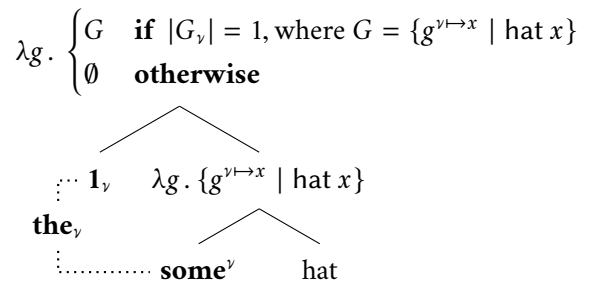 λg. { G if |G_ν| = 1, where G = {g^{ν↦x} | hat x}
∅ otherwise
1_ν λg. {g^{ν↦x} | hat x}
the_ν
some^ν hat